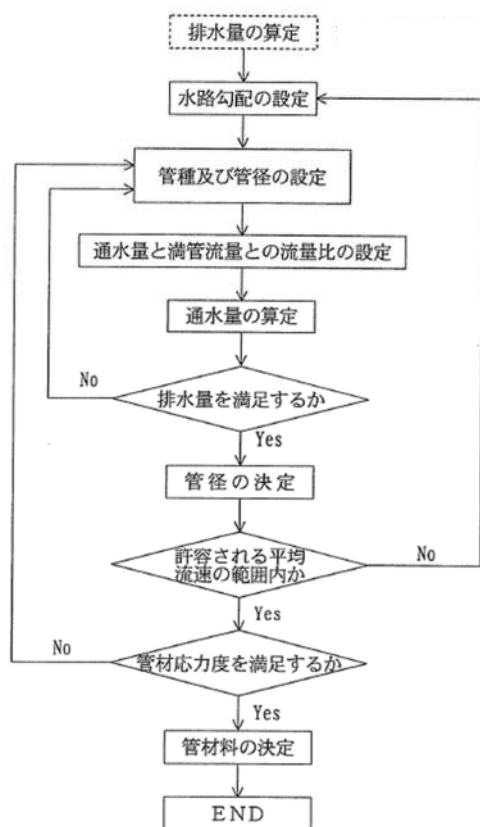 排水量の算定
水路勾配の設定
管種及び管径の設定
通水量と満管流量との流量比の設定
通水量の算定
No
排水量を満足するか
Yes
管径の決定
許容される平均
流速の範囲内か
No
Yes
No
管材応力度を満足するか
Yes
管材料の決定
END